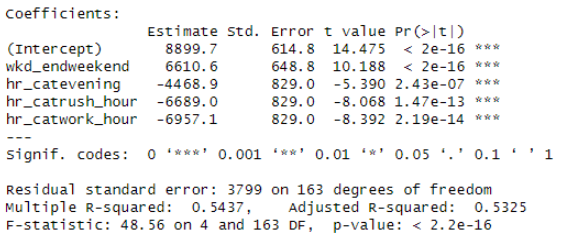 Coefficients:
Estimate Std. Error t value Pr(>|t|)
(Intercept) 8899.7 614.8 14.475 < 2e-16 ***
wkd_endweekend 6610.6 648.8 10.188 < 2e-16 ***
hr_catevening -4468.9 829.0 -5.390 2.43e-07 ***
hr_catrush_hour -6689.0 829.0 -8.068 1.47e-13 ***
hr_catwork_hour -6957.1 829.0 -8.392 2.19e-14 ***
---
Signif. codes: 0 ‘***’ 0.001 ‘**’ 0.01 ‘*’ 0.05 ‘.’ 0.1 ‘ ’ 1
Residual standard error: 3799 on 163 degrees of freedom
Multiple R-squared: 0.5437, Adjusted R-squared: 0.5325
F-statistic: 48.56 on 4 and 163 DF, p-value: < 2.2e-16